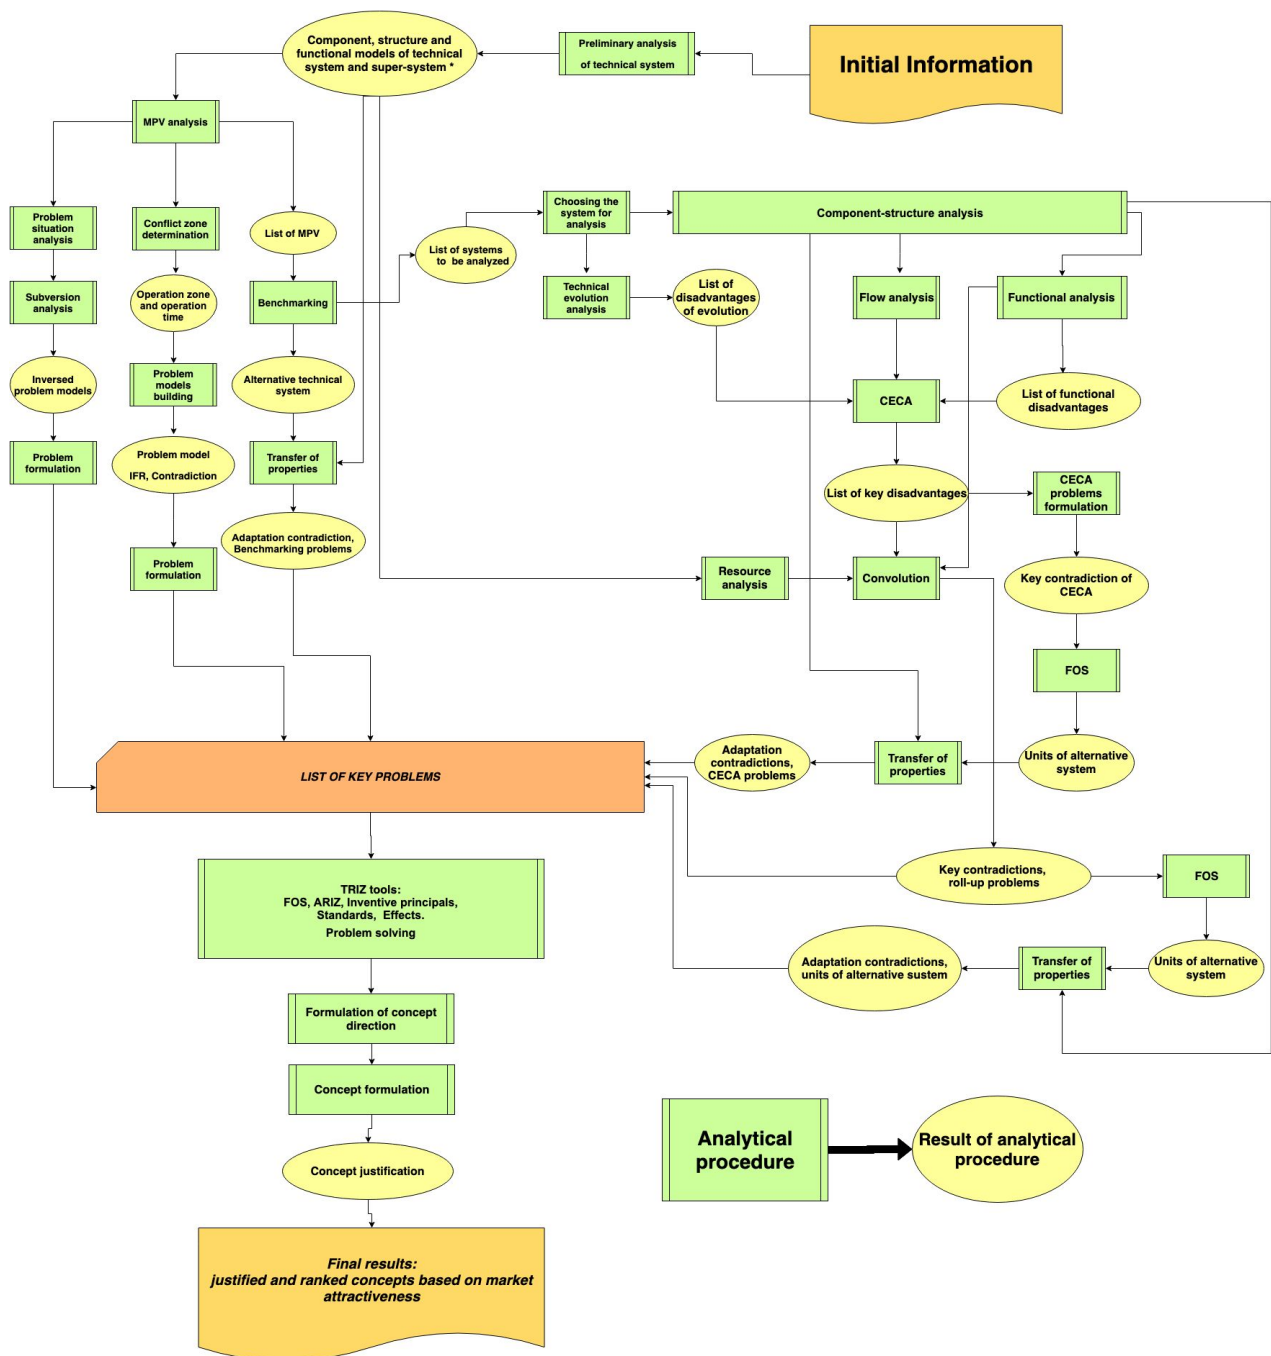 Component, structure and
functional models of technical
system and super-system *
Preliminary analysis
of technical system
Initial Information
MPV analysis
Problem
situation
analysis
Conflict zone
determination
List of MPV
List of systems
to be analyzed
Choosing the
system for
analysis
Component-structure analysis
Subversion
analysis
Operation zone
and operation
time
Benchmarking
Technical
evolution
analysis
List of
disadvantages
of evolution
Flow analysis
Functional analysis
Inversed
problem models
Problem
models
building
Alternative technical
system
CECA
List of functional
disadvantages
Problem
formulation
Problem model
IFR, Contradiction
Transfer of
properties
List of key disadvantages
CECA
problems
formulation
Adaptation contradiction,
Benchmarking problems
Problem
formulation
Resource
analysis
Convolution
Key contradiction of
CECA
FOS
LIST OF KEY PROBLEMS
Adaptation
contradictions,
CECA problems
Transfer of
properties
Units of alternative
system
Key contradictions,
roll-up problems
FOS
TRIZ tools:
FOS, ARIZ, Inventive principals,
Standards, Effects.
Problem solving
Adaptation contradictions,
units of alternative sustem
Transfer of
properties
Units of alternative
system
Formulation of concept
direction
Concept formulation
Concept justification
Analytical
procedure
Result of analytical
procedure
Final results:
justified and ranked concepts based on market
attractiveness